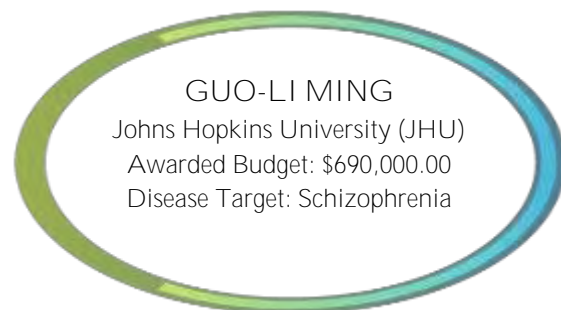 GUO-LI MING
Johns Hopkins University (JHU)
Awarded Budget: $690,000.00
Disease Target: Schizophrenia